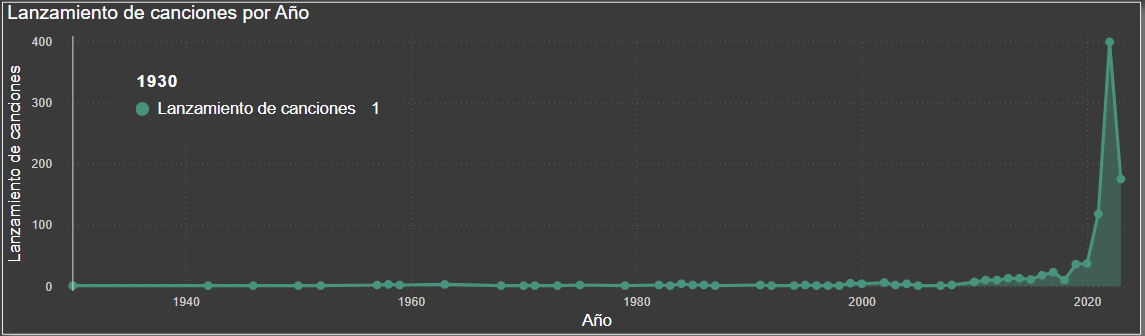 Lanzamiento de canciones por Año
Lanzamiento de canciones
400
300
200
100
0
1930
Lanzamiento de canciones 1
1940
1960
1980
2000
2020
Año